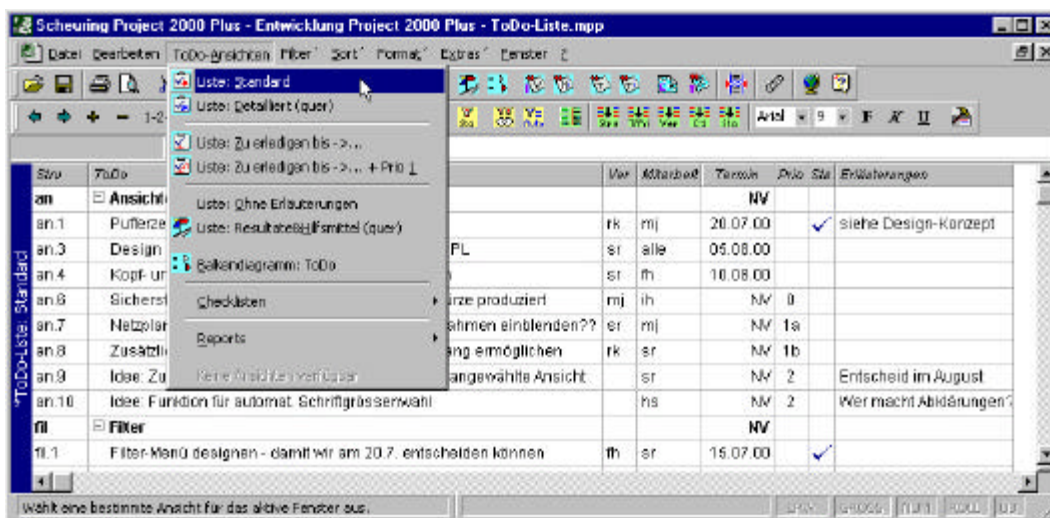 Scheuring Project 2000 Plus - Entwicklung Project 2000 Plus - ToDo-Liste.mpp
Datei Bearbeiten ToDo-Ansichten Filter Sort Format Extras Fenster ?
Liste: Standard
Liste: Detailliert (quer)
Arial 9 F K U
Liste: Zu erledigen bis ->...
Liste: Zu erledigen bis ->... + Prio 1
Liste: Ohne Erläuterungen
Liste: Resultate&Hilfsmittel (quer)
Balkendiagramm: ToDo
Checklisten
Reports
Keine Ansichten verfügbar
*ToDo-Liste: Standard
ToDo Ver Mitarbeit Termin Prio Sta Erläuterungen
an Ansicht NV
an.1 Pufferze rk mj 20.07.00 siehe Design-Konzept
an.3 Design PL sr alle 05.08.00
an.4 Kopf- un sr fh 10.08.00
an.6 Sicherst ürze produziert mj ih NV 0
an.7 Netzplan ahmen einblenden?? sr mj NV 1a
an.8 Zusätzli ang ermöglichen rk sr NV 1b
an.9 Idee: Zu angewählte Ansicht sr NV 2 Entscheid im August
an.10 Idee: Funktion für automat. Schriftgrössenwahl hs NV 2 Wer macht Abklärungen?
fil Filter NV
fil.1 Filter-Menü designen - damit wir am 20.7. entscheiden können fh sr 15.07.00
Wählt eine bestimmte Ansicht für das aktive Fenster aus.
GROSS NUM ROLL ÜB